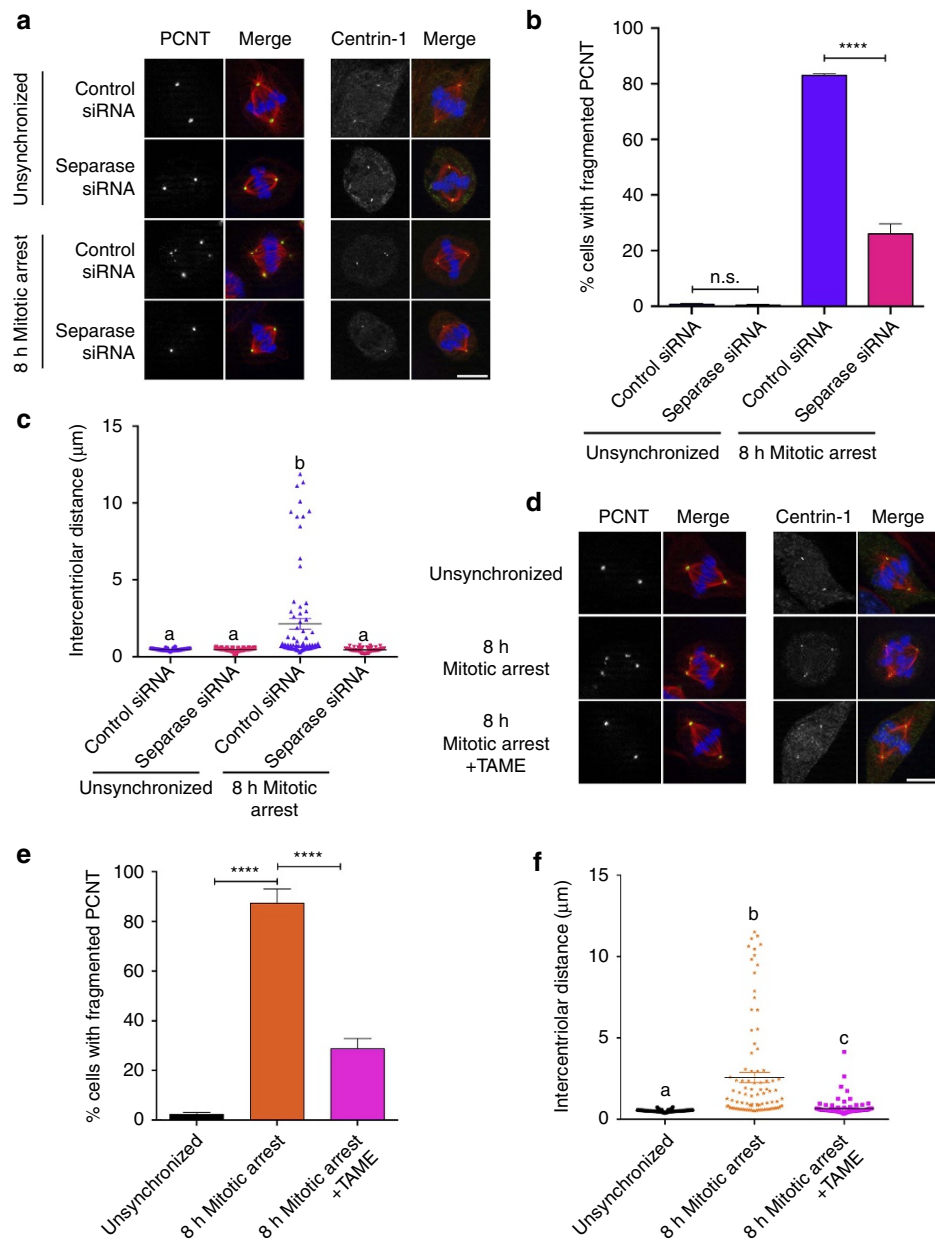 a
PCNT Merge Centrin-1 Merge
Unsynchronized
Control
siRNA
Separase
siRNA
8 h Mitotic arrest
Control
siRNA
Separase
siRNA
b
% cells with fragmented PCNT
100
80
60
40
20
0
n.s.
****
Control siRNA
Separase siRNA
Control siRNA
Separase siRNA
Unsynchronized 8 h Mitotic arrest
c
Intercentriolar distance (μm)
15
10
5
0
a a b a
Control siRNA
Separase siRNA
Control siRNA
Separase siRNA
Unsynchronized 8 h Mitotic
arrest
d
PCNT Merge Centrin-1 Merge
Unsynchronized
8 h
Mitotic arrest
8 h
Mitotic arrest
+TAME
e
% cells with fragmented PCNT
100
80
60
40
20
0
**** ****
Unsynchronized
8 h Mitotic arrest
8 h Mitotic arrest
+TAME
f
Intercentriolar distance (μm)
15
10
5
0
a b c
Unsynchronized
8 h Mitotic arrest
8 h Mitotic arrest
+TAME